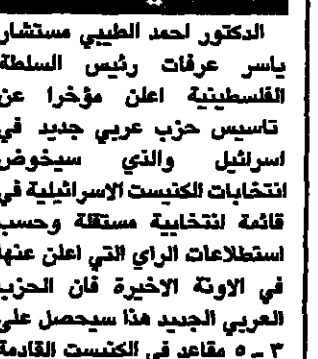 الدكتور احمد الطيبي مستشار
ياسر عرفات رئيس السلطة
الفلسطينية اعلن مؤخرا عن
تاسيس حزب عربي جديد في
اسرائيل والذي سيخوض
انتخابات الكنيست الاسرائيلية في
قائمة انتخابية مستقلة وحسب
استطلاعات الراي التي اعلن عنها
في الاونة الاخيرة فان الحزب
العربي الجديد هذا سيحصل على
٣ ـ ٥ مقاعد في الكنيست القادمة